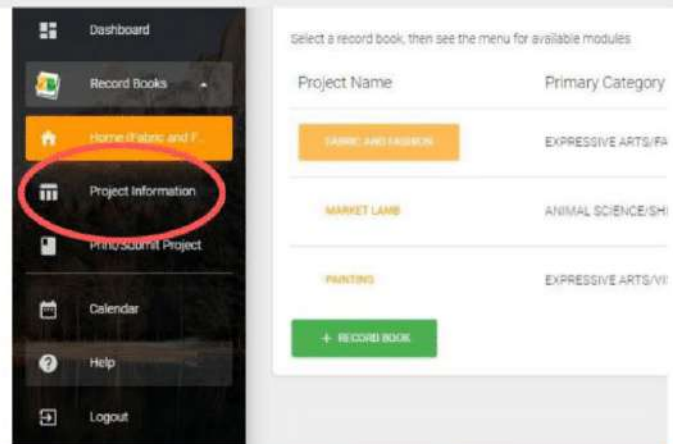 Dashboard
Record Books
Home (Fabric and F...
Project Information
Print/Submit Project
Calendar
Help
Logout
Select a record book, then see the menu for available modules
Project Name
Primary Category
FABRIC AND FASHION
EXPRESSIVE ARTS/FA
MARKET LAMB
ANIMAL SCIENCE/SH
PAINTING
EXPRESSIVE ARTS/VI
+ RECORD BOOK